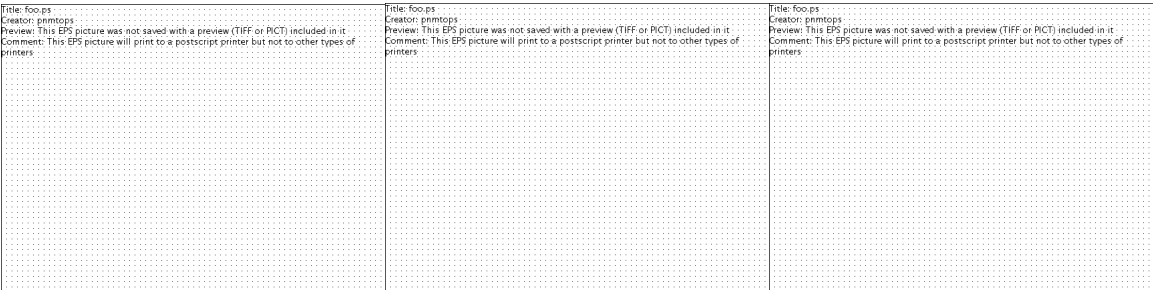 Title: foo.ps
Creator: pnmtops
Preview: This EPS picture was not saved with a preview (TIFF or PICT) included in it
Comment: This EPS picture will print to a postscript printer but not to other types of
printers
Title: foo.ps
Creator: pnmtops
Preview: This EPS picture was not saved with a preview (TIFF or PICT) included in it
Comment: This EPS picture will print to a postscript printer but not to other types of
printers
Title: foo.ps
Creator: pnmtops
Preview: This EPS picture was not saved with a preview (TIFF or PICT) included in it
Comment: This EPS picture will print to a postscript printer but not to other types of
printers